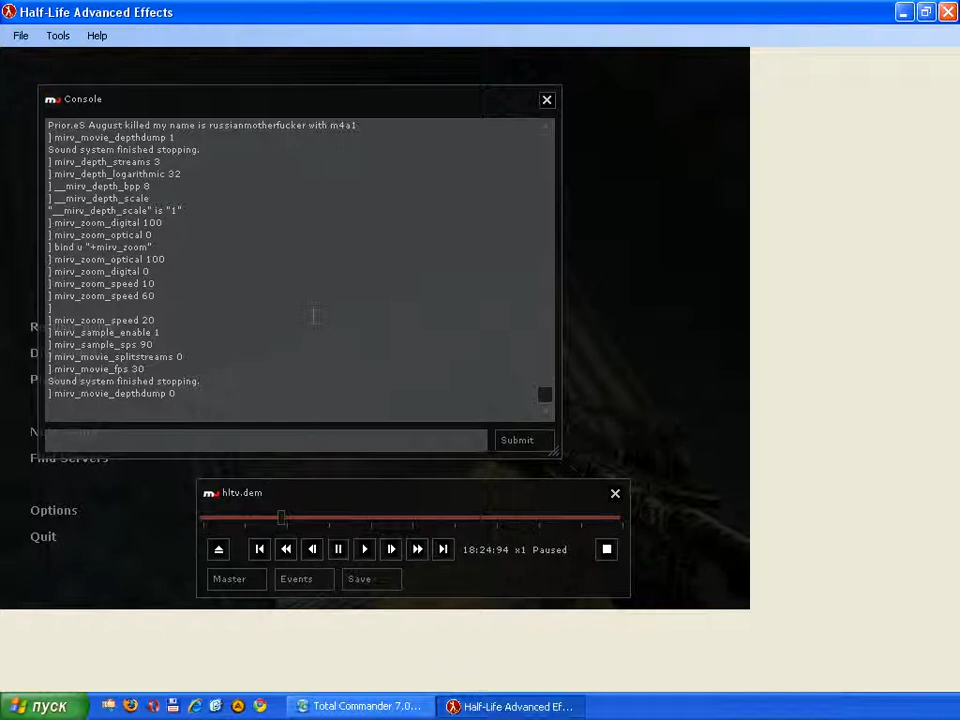 Half-Life Advanced Effects
File Tools Help
Console
Prior.eS August killed my name is russianmotherfucker with m4a1
] mirv_movie_depthdump 1
Sound system finished stopping.
] mirv_depth_streams 3
] mirv_depth_logarithmic 32
] __mirv_depth_bpp 8
] __mirv_depth_scale
"__mirv_depth_scale" is "1"
] mirv_zoom_digital 100
] mirv_zoom_optical 0
] bind u "+mirv_zoom"
] mirv_zoom_optical 100
] mirv_zoom_digital 0
] mirv_zoom_speed 10
] mirv_zoom_speed 60
]
] mirv_zoom_speed 20
] mirv_sample_enable 1
] mirv_sample_sps 90
] mirv_movie_splitstreams 0
] mirv_movie_fps 30
Sound system finished stopping.
] mirv_movie_depthdump 0
Submit
Find Servers
Options
Quit
hltv.dem
18:24:94 x1 Paused
Master Events Save
пуск
Total Commander 7,0...
Half-Life Advanced Eff...